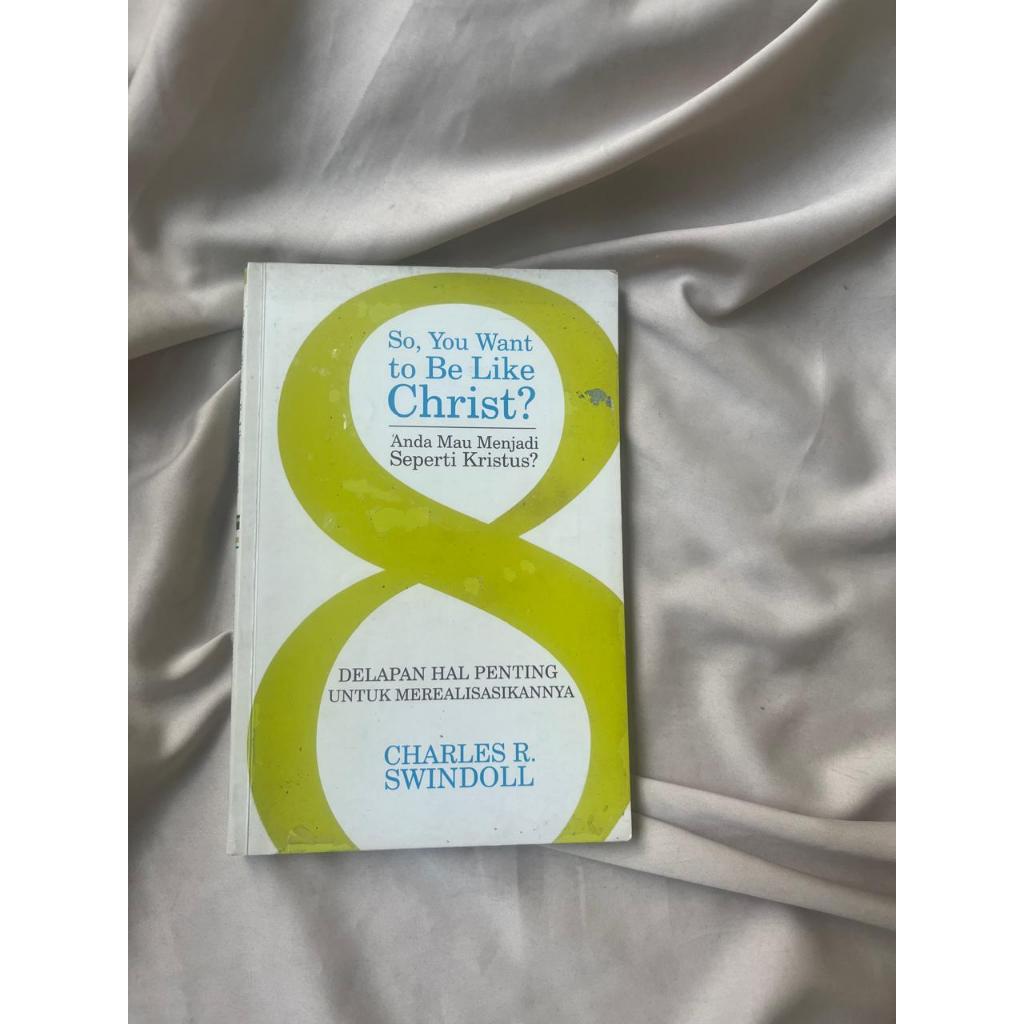 So, You Want
to Be Like
Christ?
Anda Mau Menjadi
Seperti Kristus?
8
DELAPAN HAL PENTING
UNTUK MEREALISASIKANNYA
CHARLES R.
SWINDOLL